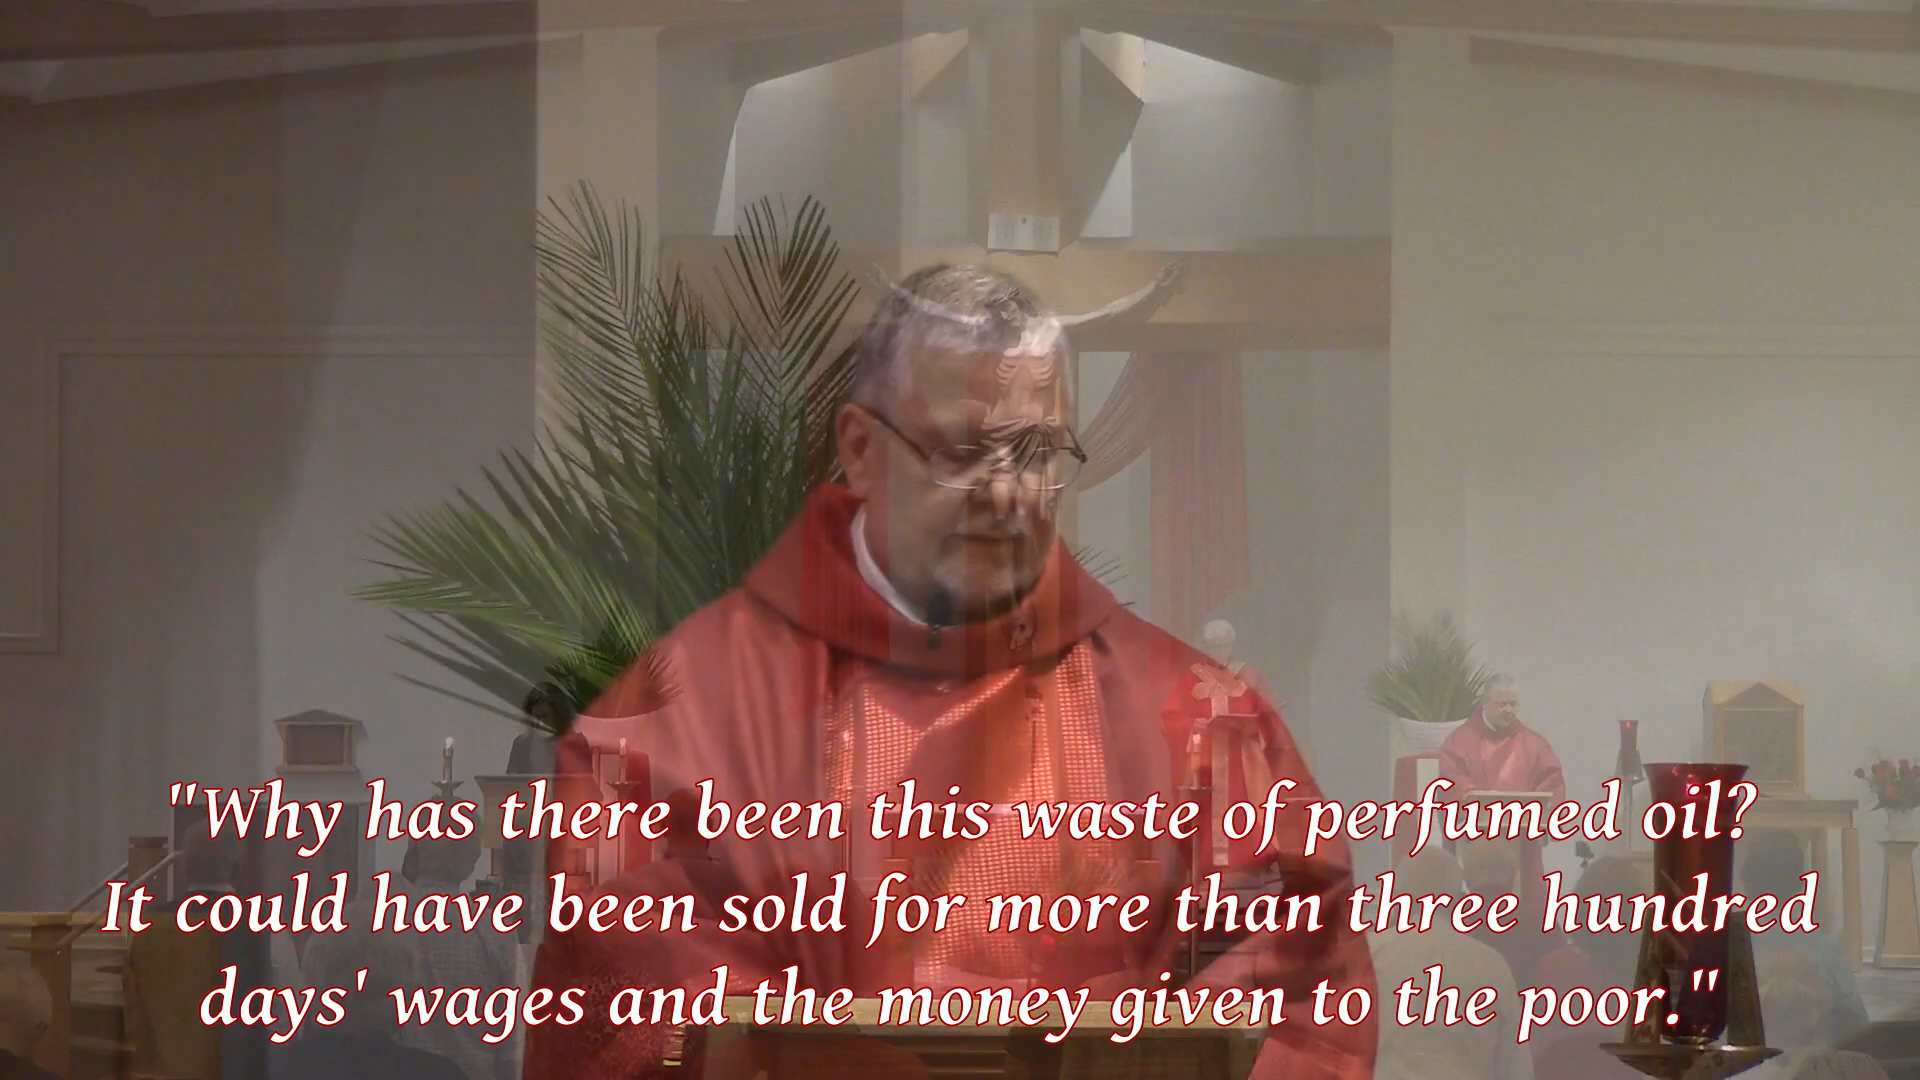 "Why has there been this waste of perfumed oil?
It could have been sold for more than three hundred
days' wages and the money given to the poor."